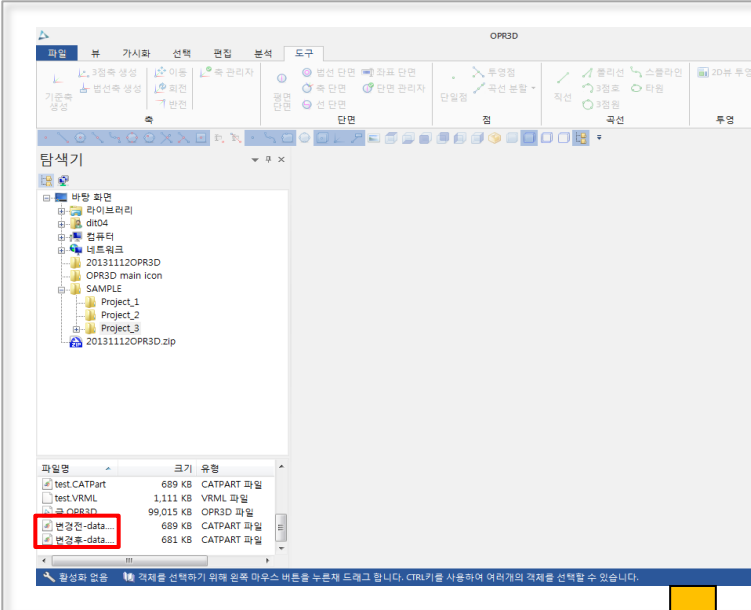 OPR3D
파일 뷰 가시화 선택 편집 분석 도구
기준축 생성 3점축 생성 법선축 생성 이동 회전 반전 축 관리자
평면 단면 법선 단면 축 단면 선 단면 좌표 단면 단면 관리자
단일점 투영점 곡선 분할
직선 폴리선 3점호 3점원 스플라인 타원
2D뷰 투영
축 단면 점 곡선 투영
탐색기
바탕 화면
라이브러리
dit04
컴퓨터
네트워크
20131112OPR3D
OPR3D main icon
SAMPLE
Project_1
Project_2
Project_3
20131112OPR3D.zip
파일명 크기 유형
test.CATPart 689 KB CATPART 파일
test.VRML 1,111 KB VRML 파일
굴.OPR3D 99,015 KB OPR3D 파일
변경전-data.... 689 KB CATPART 파일
변경후-data.... 681 KB CATPART 파일
활성화 없음 객체를 선택하기 위해 왼쪽 마우스 버튼을 누른채 드래그 합니다. CTRL키를 사용하여 여러개의 객체를 선택할 수 있습니다.